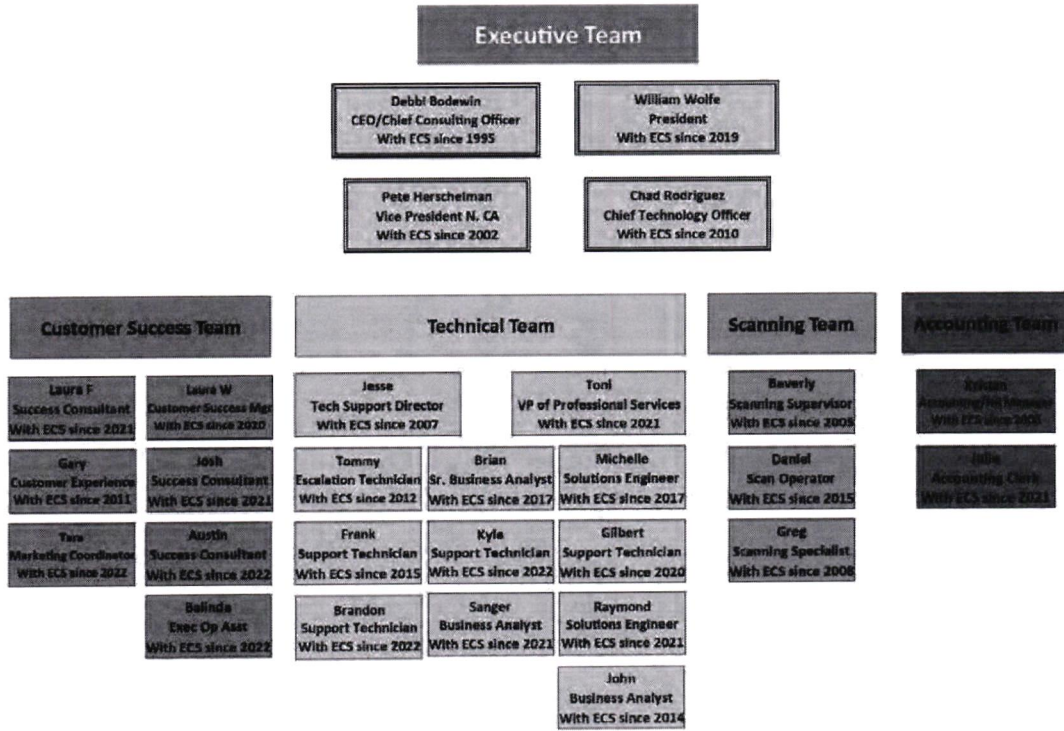 Executive Team
Debbi Bodewin
CEO/Chief Consulting Officer
With ECS since 1995
William Wolfe
President
With ECS since 2019
Pete Herschelman
Vice President N. CA
With ECS since 2002
Chad Rodriguez
Chief Technology Officer
With ECS since 2010
Customer Success Team
Laura F
Success Consultant
With ECS since 2021
Laura W
Customer Success Mgr
With ECS since 2020
Gary
Customer Experience
With ECS since 2011
Josh
Success Consultant
With ECS since 2021
Tara
Marketing Coordinator
With ECS since 2022
Austin
Success Consultant
With ECS since 2022
Belinda
Exec Op Asst
With ECS since 2022
Technical Team
Jesse
Tech Support Director
With ECS since 2007
Toni
VP of Professional Services
With ECS since 2021
Tommy
Escalation Technician
With ECS since 2012
Brian
Sr. Business Analyst
With ECS since 2017
Michelle
Solutions Engineer
With ECS since 2017
Frank
Support Technician
With ECS since 2015
Kyle
Support Technician
With ECS since 2022
Gilbert
Support Technician
With ECS since 2020
Brandon
Support Technician
With ECS since 2022
Sanger
Business Analyst
With ECS since 2021
Raymond
Solutions Engineer
With ECS since 2021
John
Business Analyst
With ECS since 2014
Scanning Team
Beverly
Scanning Supervisor
With ECS since 2005
Daniel
Scan Operator
With ECS since 2015
Greg
Scanning Specialist
With ECS since 2008
Accounting Team
Kristen
With ECS since
Julie
Accounting Clerk
With ECS since 2021